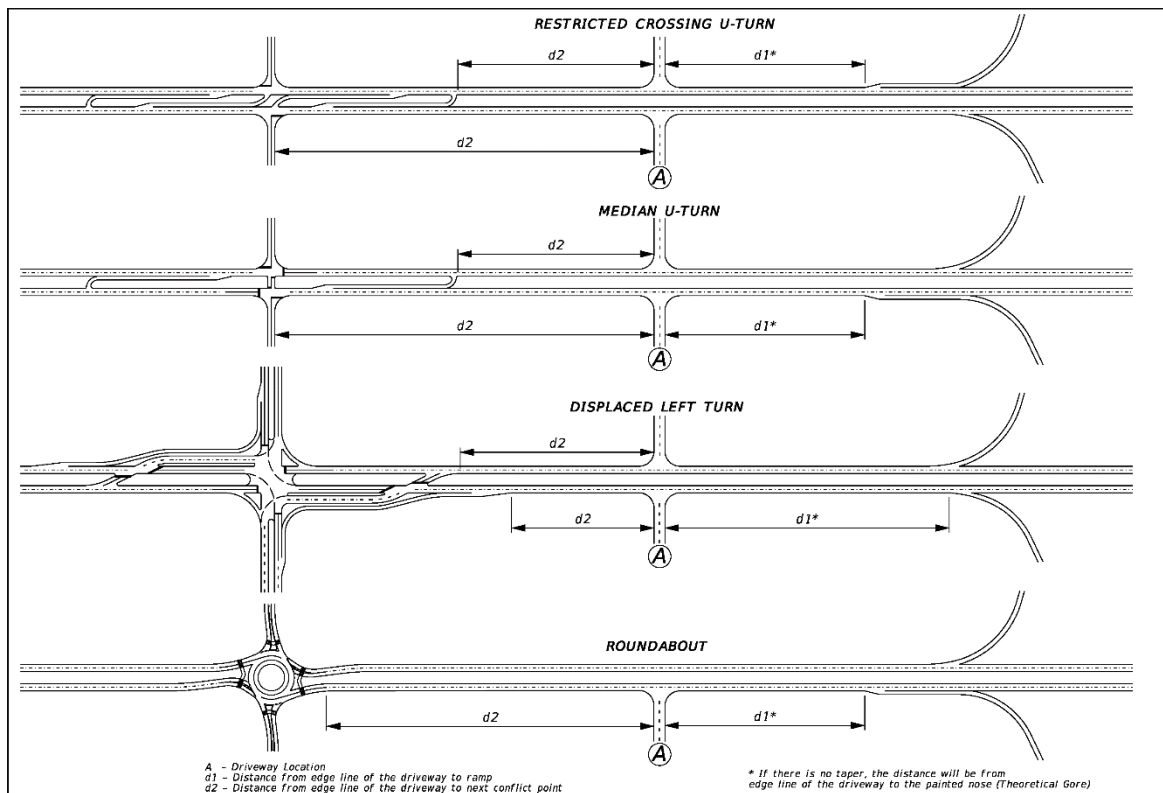 RESTRICTED CROSSING U-TURN
d2
d1*
d2
A
MEDIAN U-TURN
d2
d2
d1*
A
DISPLACED LEFT TURN
d2
d2
d1*
A
ROUNDABOUT
d2
d1*
A
A - Driveway Location
d1 - Distance from edge line of the driveway to ramp
d2 - Distance from edge line of the driveway to next conflict point
* If there is no taper, the distance will be from
edge line of the driveway to the painted nose (Theoretical Gore)